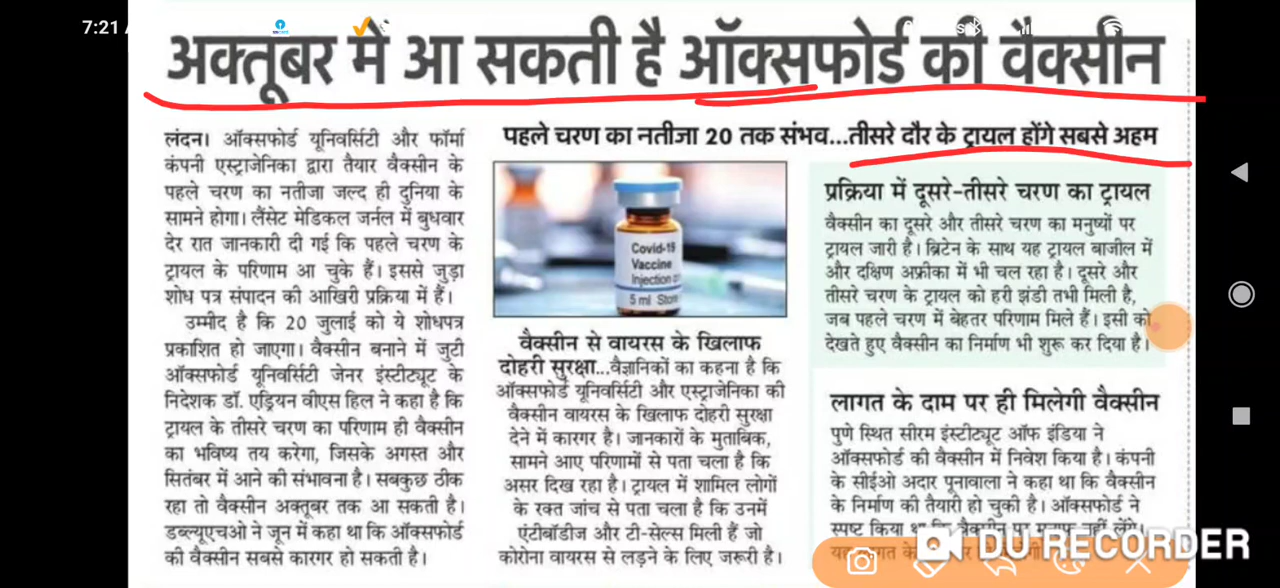 7:21
अक्तूबर में आ सकती है ऑक्सफोर्ड की वैक्सीन
पहले चरण का नतीजा 20 तक संभव...तीसरे दौर के ट्रायल होंगे सबसे अहम
लंदन। ऑक्सफोर्ड यूनिवर्सिटी और फॉर्मा
कंपनी एस्ट्राजेनिका द्वारा तैयार वैक्सीन के
पहले चरण का नतीजा जल्द ही दुनिया के
सामने होगा। लैंसेट मेडिकल जर्नल में बुधवार
देर रात जानकारी दी गई कि पहले चरण के
ट्रायल के परिणाम आ चुके हैं। इससे जुड़ा
शोध पत्र संपादन की आखिरी प्रक्रिया में हैं।
उम्मीद है कि 20 जुलाई को ये शोधपत्र
प्रकाशित हो जाएगा। वैक्सीन बनाने में जुटी
ऑक्सफोर्ड यूनिवर्सिटी जेनर इंस्टीट्यूट के
निदेशक डॉ. एड्रियन वीएस हिल ने कहा है कि
ट्रायल के तीसरे चरण का परिणाम ही वैक्सीन
का भविष्य तय करेगा, जिसके अगस्त और
सितंबर में आने की संभावना है। सबकुछ ठीक
रहा तो वैक्सीन अक्तूबर तक आ सकती है।
डब्ल्यूएचओ ने जून में कहा था कि ऑक्सफोर्ड
की वैक्सीन सबसे कारगर हो सकती है।
Covid-19
Vaccine
Injection
5 ml
वैक्सीन से वायरस के खिलाफ
दोहरी सुरक्षा...वैज्ञानिकों का कहना है कि
ऑक्सफोर्ड यूनिवर्सिटी और एस्ट्राजेनिका की
वैक्सीन वायरस के खिलाफ दोहरी सुरक्षा
देने में कारगर है। जानकारों के मुताबिक,
सामने आए परिणामों से पता चला है कि
असर दिख रहा है। ट्रायल में शामिल लोगों
के रक्त जांच से पता चला है कि उनमें
एंटीबॉडीज और टी-सेल्स मिली हैं जो
कोरोना वायरस से लड़ने के लिए जरूरी है।
प्रक्रिया में दूसरे-तीसरे चरण का ट्रायल
वैक्सीन का दूसरे और तीसरे चरण का मनुष्यों पर
ट्रायल जारी है। ब्रिटेन के साथ यह ट्रायल बाजील में
और दक्षिण अफ्रीका में भी चल रहा है। दूसरे और
तीसरे चरण के ट्रायल को हरी झंडी तभी मिली है,
जब पहले चरण में बेहतर परिणाम मिले हैं। इसी को
देखते हुए वैक्सीन का निर्माण भी शुरू कर दिया है।
लागत के दाम पर ही मिलेगी वैक्सीन
पुणे स्थित सीरम इंस्टीट्यूट ऑफ इंडिया ने
ऑक्सफोर्ड की वैक्सीन में निवेश किया है। कंपनी
के सीईओ अदार पूनावाला ने कहा था कि वैक्सीन
के निर्माण की तैयारी हो चुकी है। ऑक्सफोर्ड ने
स्पष्ट किया था कि वैक्सीन पर मुनाफा नहीं लेंगे।
DU RECORDER